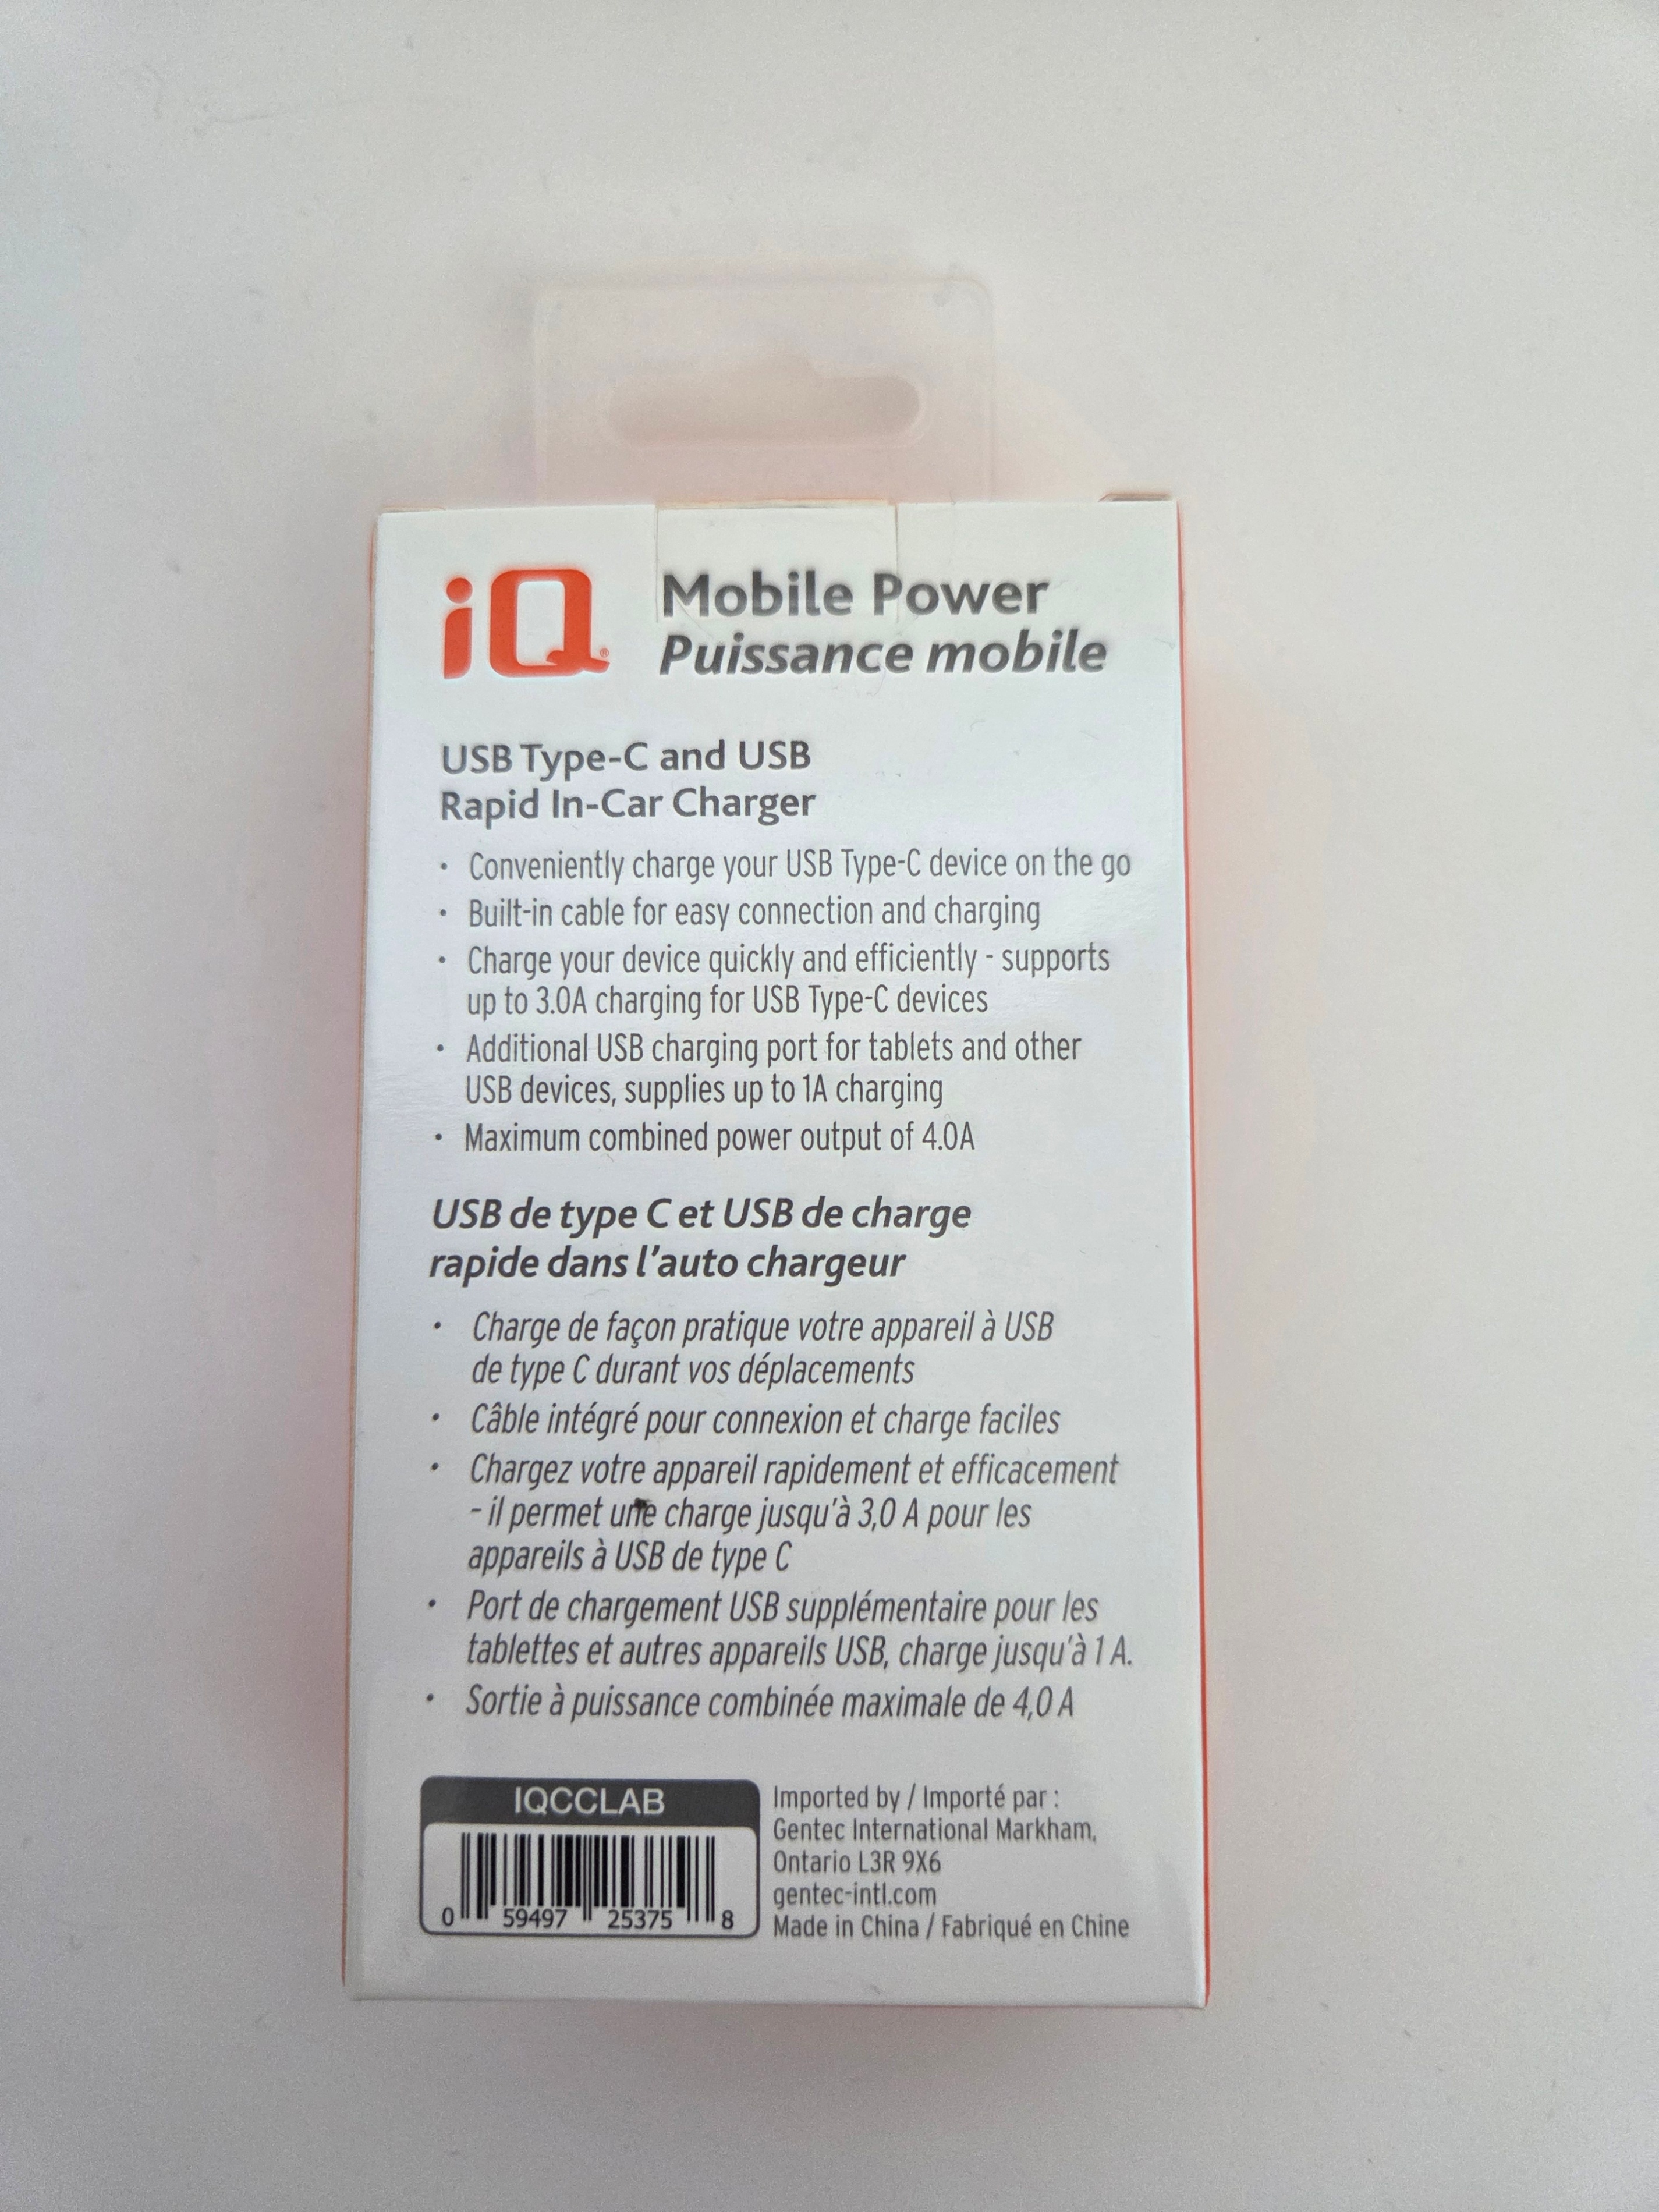 iQ®
Mobile Power
Puissance mobile
USB Type-C and USB
Rapid In-Car Charger
• Conveniently charge your USB Type-C device on the go
• Built-in cable for easy connection and charging
• Charge your device quickly and efficiently - supports
up to 3.0A charging for USB Type-C devices
• Additional USB charging port for tablets and other
USB devices, supplies up to 1A charging
• Maximum combined power output of 4.0A
USB de type C et USB de charge
rapide dans l'auto chargeur
• Charge de façon pratique votre appareil à USB
de type C durant vos déplacements
• Câble intégré pour connexion et charge faciles
• Chargez votre appareil rapidement et efficacement
- il permet une charge jusqu'à 3,0 A pour les
appareils à USB de type C
• Port de chargement USB supplémentaire pour les
tablettes et autres appareils USB, charge jusqu'à 1 A.
• Sortie à puissance combinée maximale de 4,0 A
IQCCLAB
0 59497 25375 8
Imported by / Importé par :
Gentec International Markham,
Ontario L3R 9X6
gentec-intl.com
Made in China / Fabriqué en Chine